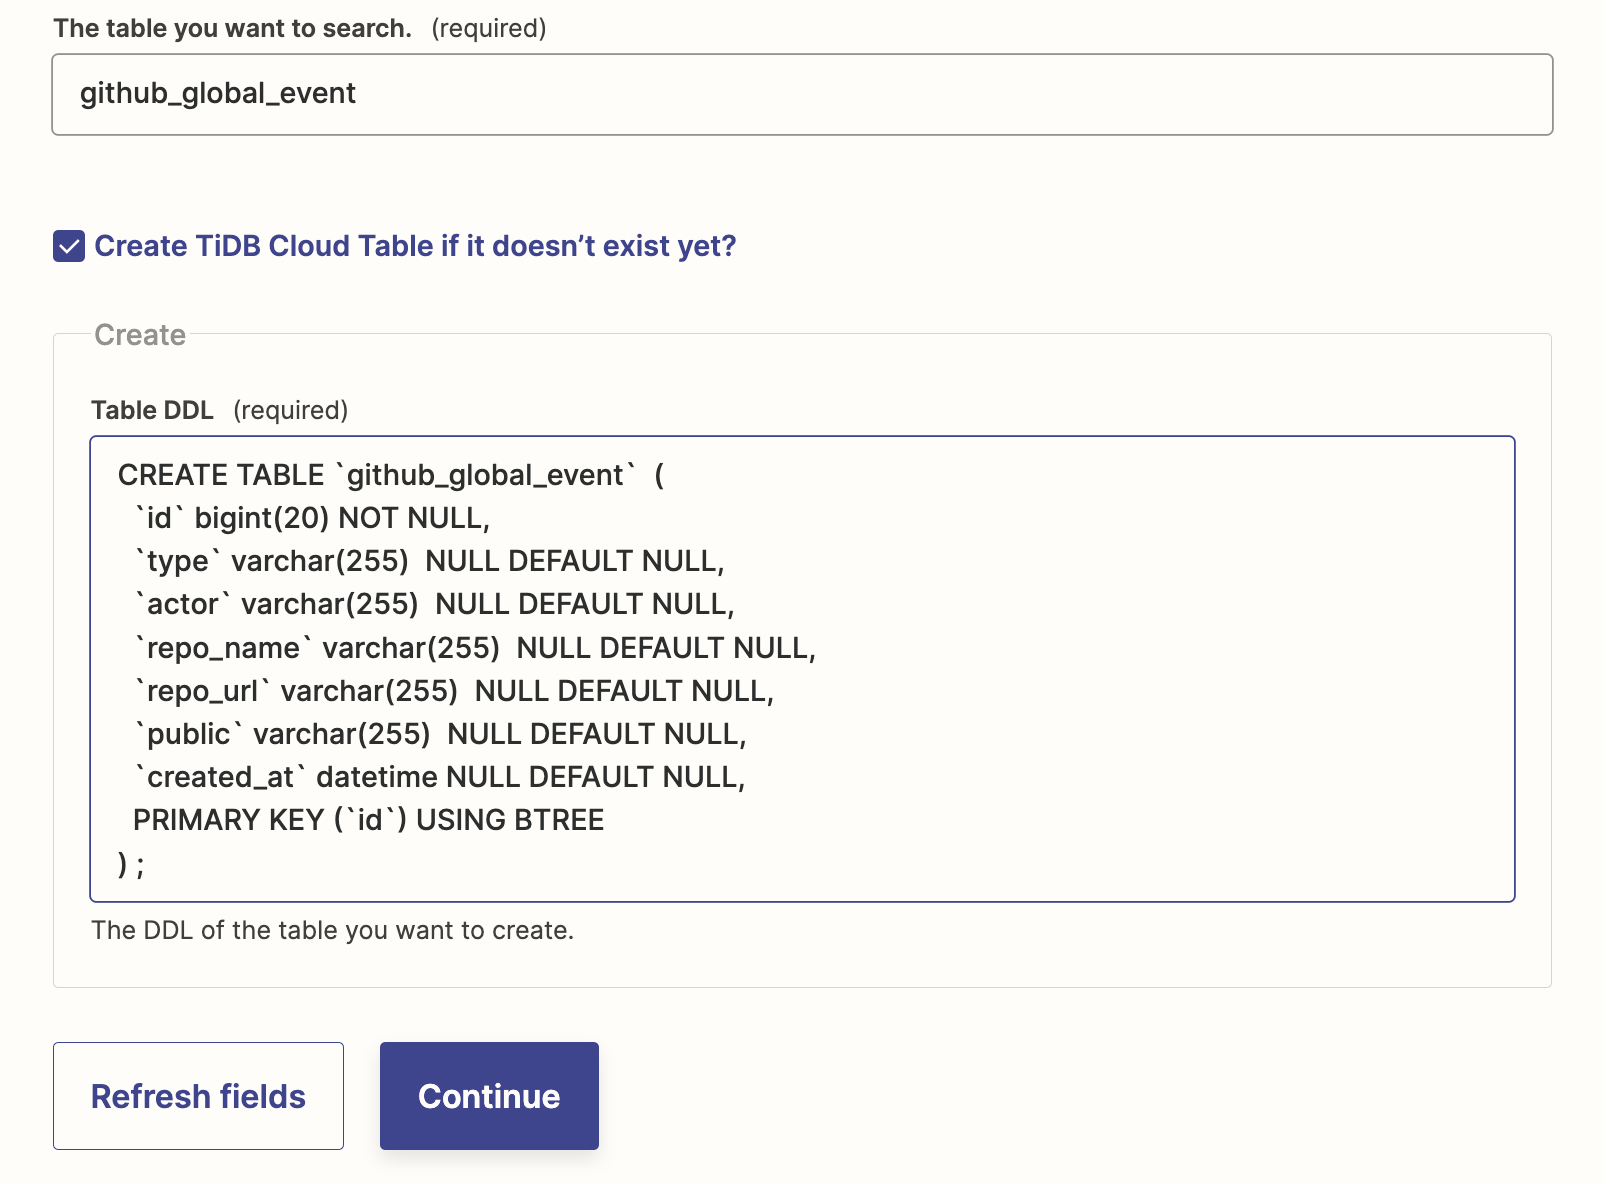 The table you want to search. (required)
github_global_event
Create TiDB Cloud Table if it doesn’t exist yet?
Create
Table DDL (required)
CREATE TABLE `github_global_event`  (
  `id` bigint(20) NOT NULL,
  `type` varchar(255)  NULL DEFAULT NULL,
  `actor` varchar(255)  NULL DEFAULT NULL,
  `repo_name` varchar(255)  NULL DEFAULT NULL,
  `repo_url` varchar(255)  NULL DEFAULT NULL,
  `public` varchar(255)  NULL DEFAULT NULL,
  `created_at` datetime NULL DEFAULT NULL,
  PRIMARY KEY (`id`) USING BTREE
) ;
The DDL of the table you want to create.
Refresh fields
Continue